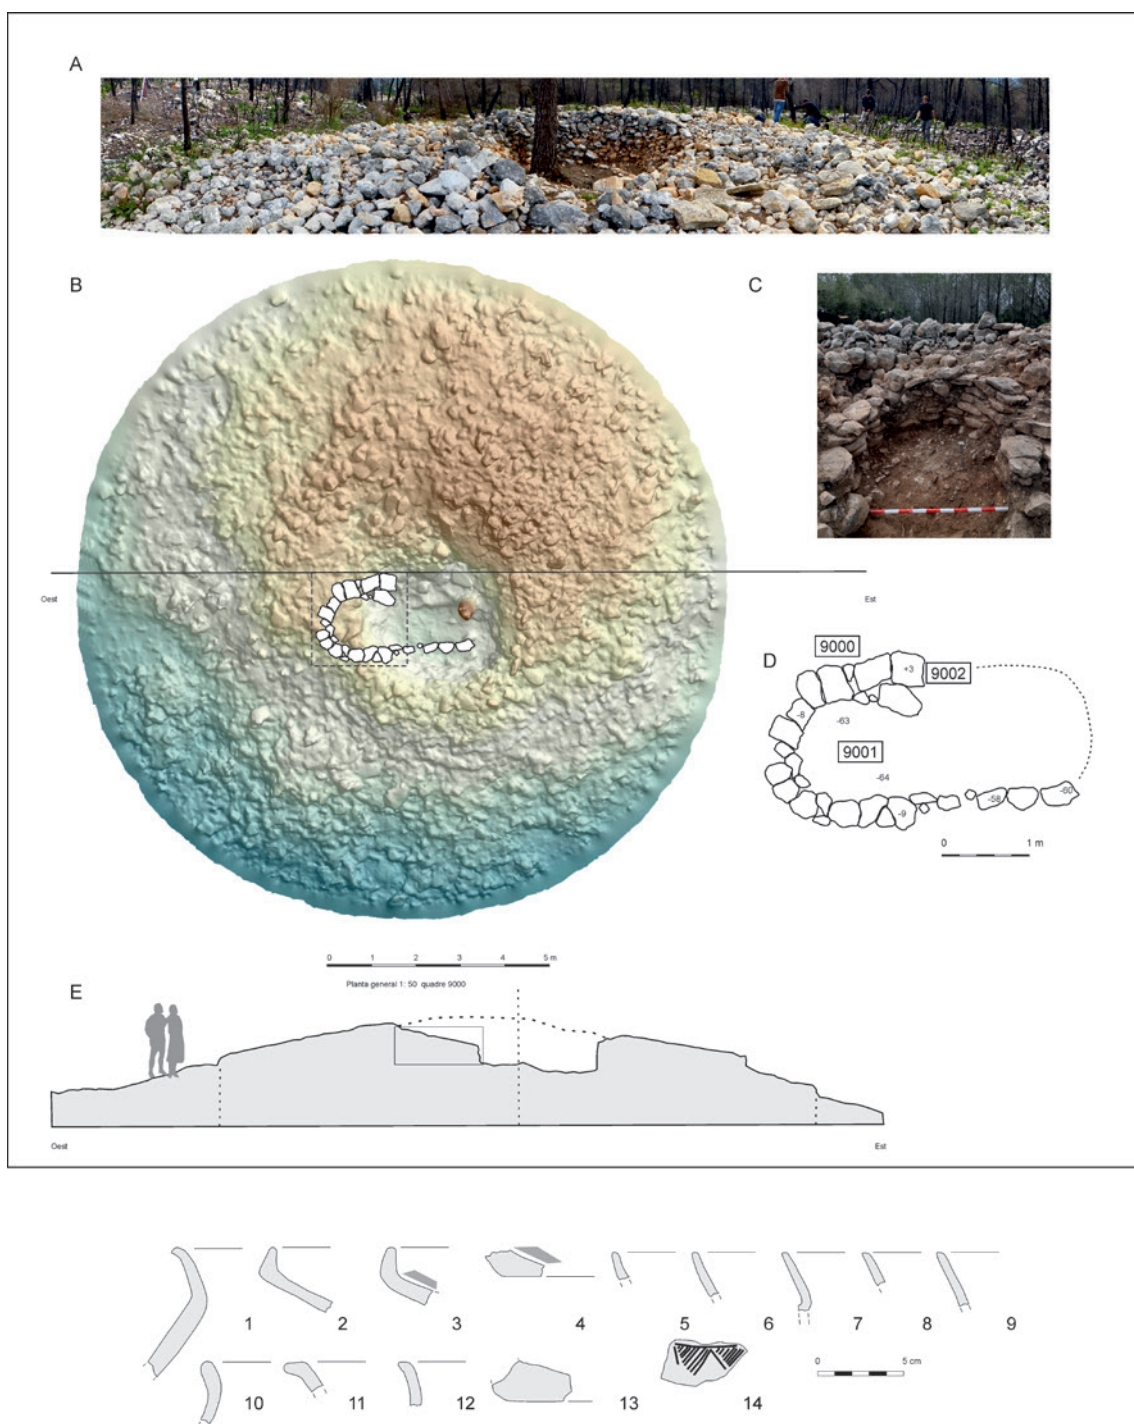 A
B
C
Oest
Est
D
9000
+3
9002
-8
-63
9001
-64
-9
-58
-60
0 1 m
0 1 2 3 4 5 m
Planta general 1: 50 quadre 9000
E
Oest
Est
1 2 3 4 5 6 7 8 9
0 5 cm
10 11 12 13 14